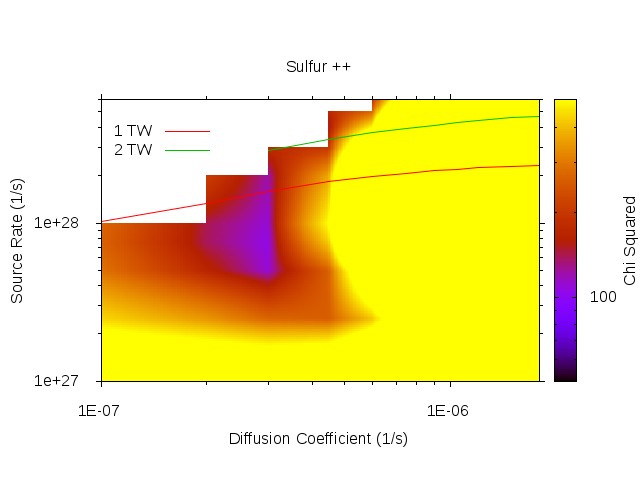 Sulfur ++
1 TW
2 TW
Source Rate (1/s)
1e+28
1e+27
1E-07
1E-06
Diffusion Coefficient (1/s)
100
Chi Squared